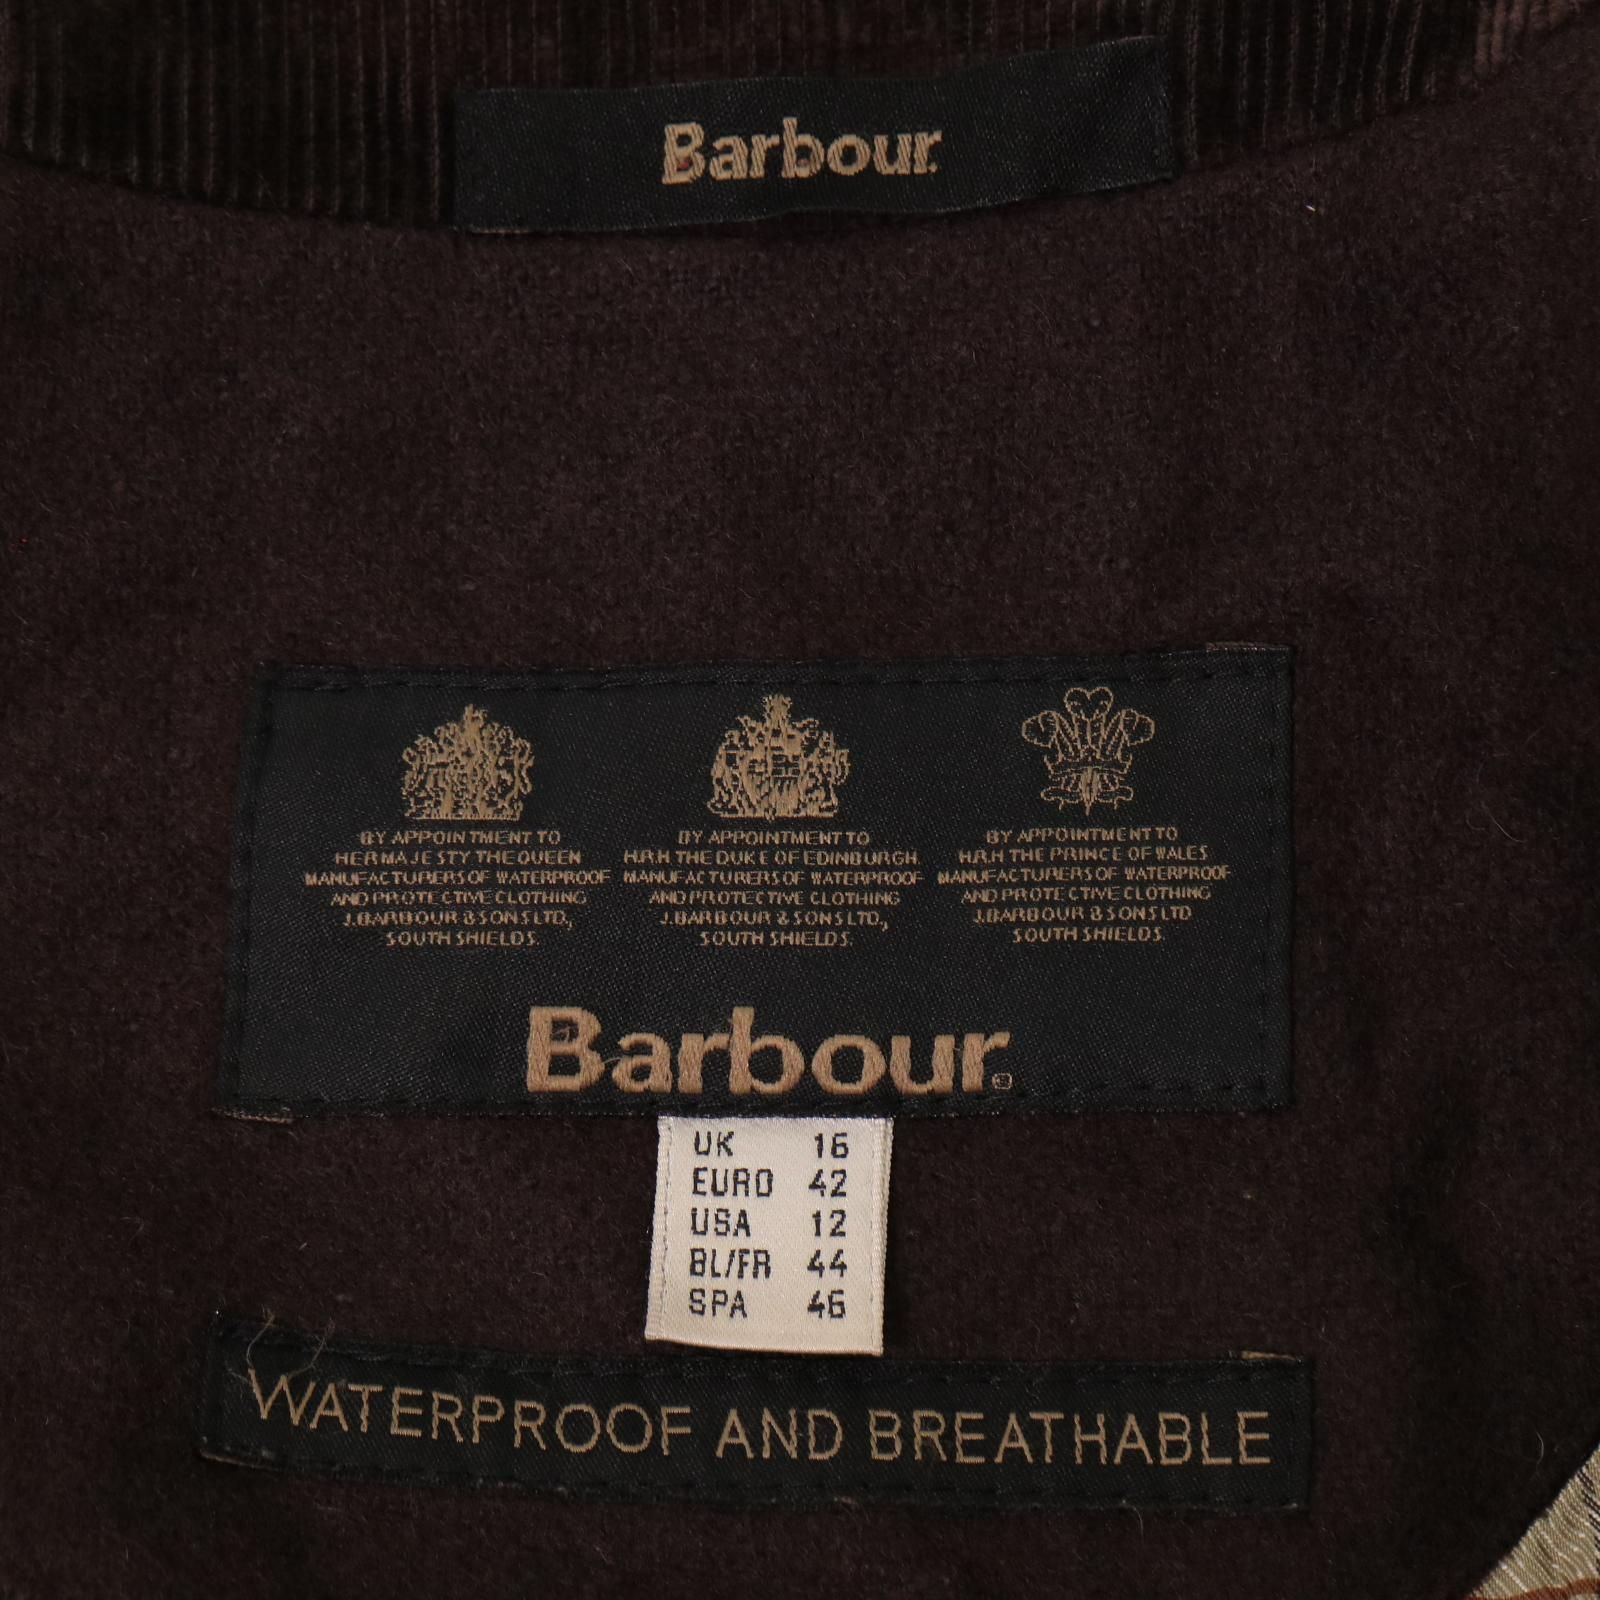 Barbour.
BY APPOINTMENT TO
HER MAJESTY THE QUEEN
MANUFACTURERS OF WATERPROOF
AND PROTECTIVE CLOTHING
J.BARBOUR & SONS LTD.,
SOUTH SHIELDS.
BY APPOINTMENT TO
H.R.H THE DUKE OF EDINBURGH
MANUFACTURERS OF WATERPROOF
AND PROTECTIVE CLOTHING
J.BARBOUR & SONS LTD.,
SOUTH SHIELDS.
BY APPOINTMENT TO
H.R.H THE PRINCE OF WALES
MANUFACTURERS OF WATERPROOF
AND PROTECTIVE CLOTHING
J.BARBOUR & SONS LTD
SOUTH SHIELDS.
Barbour.®
UK 16
EURO 42
USA 12
BL/FR 44
SPA 46
WATERPROOF AND BREATHABLE